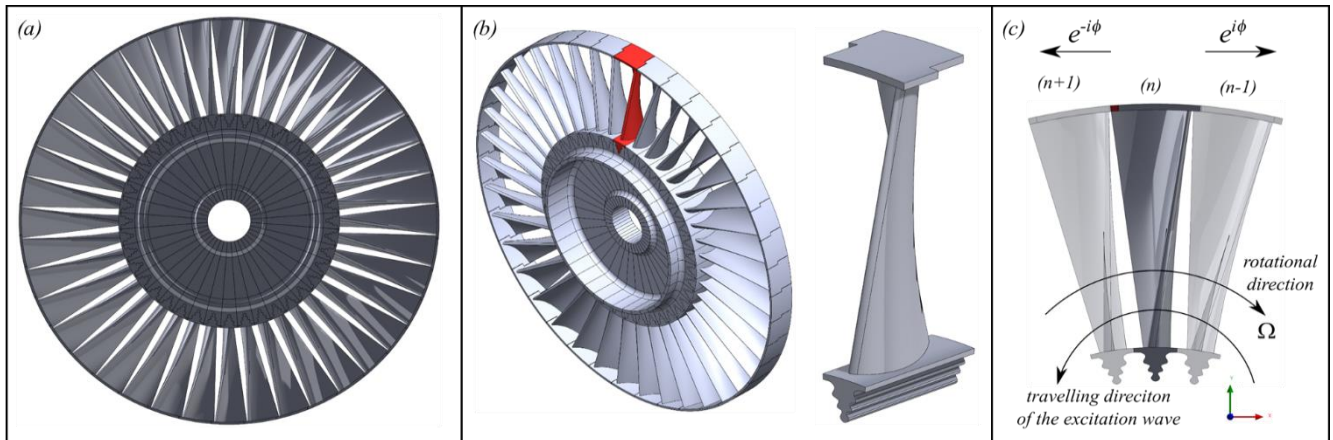 (a)
(b)
(c)
e^{-iϕ}
e^{iϕ}
(n+1)
(n)
(n-1)
rotational
direction
Ω
travelling direciton
of the excitation wave